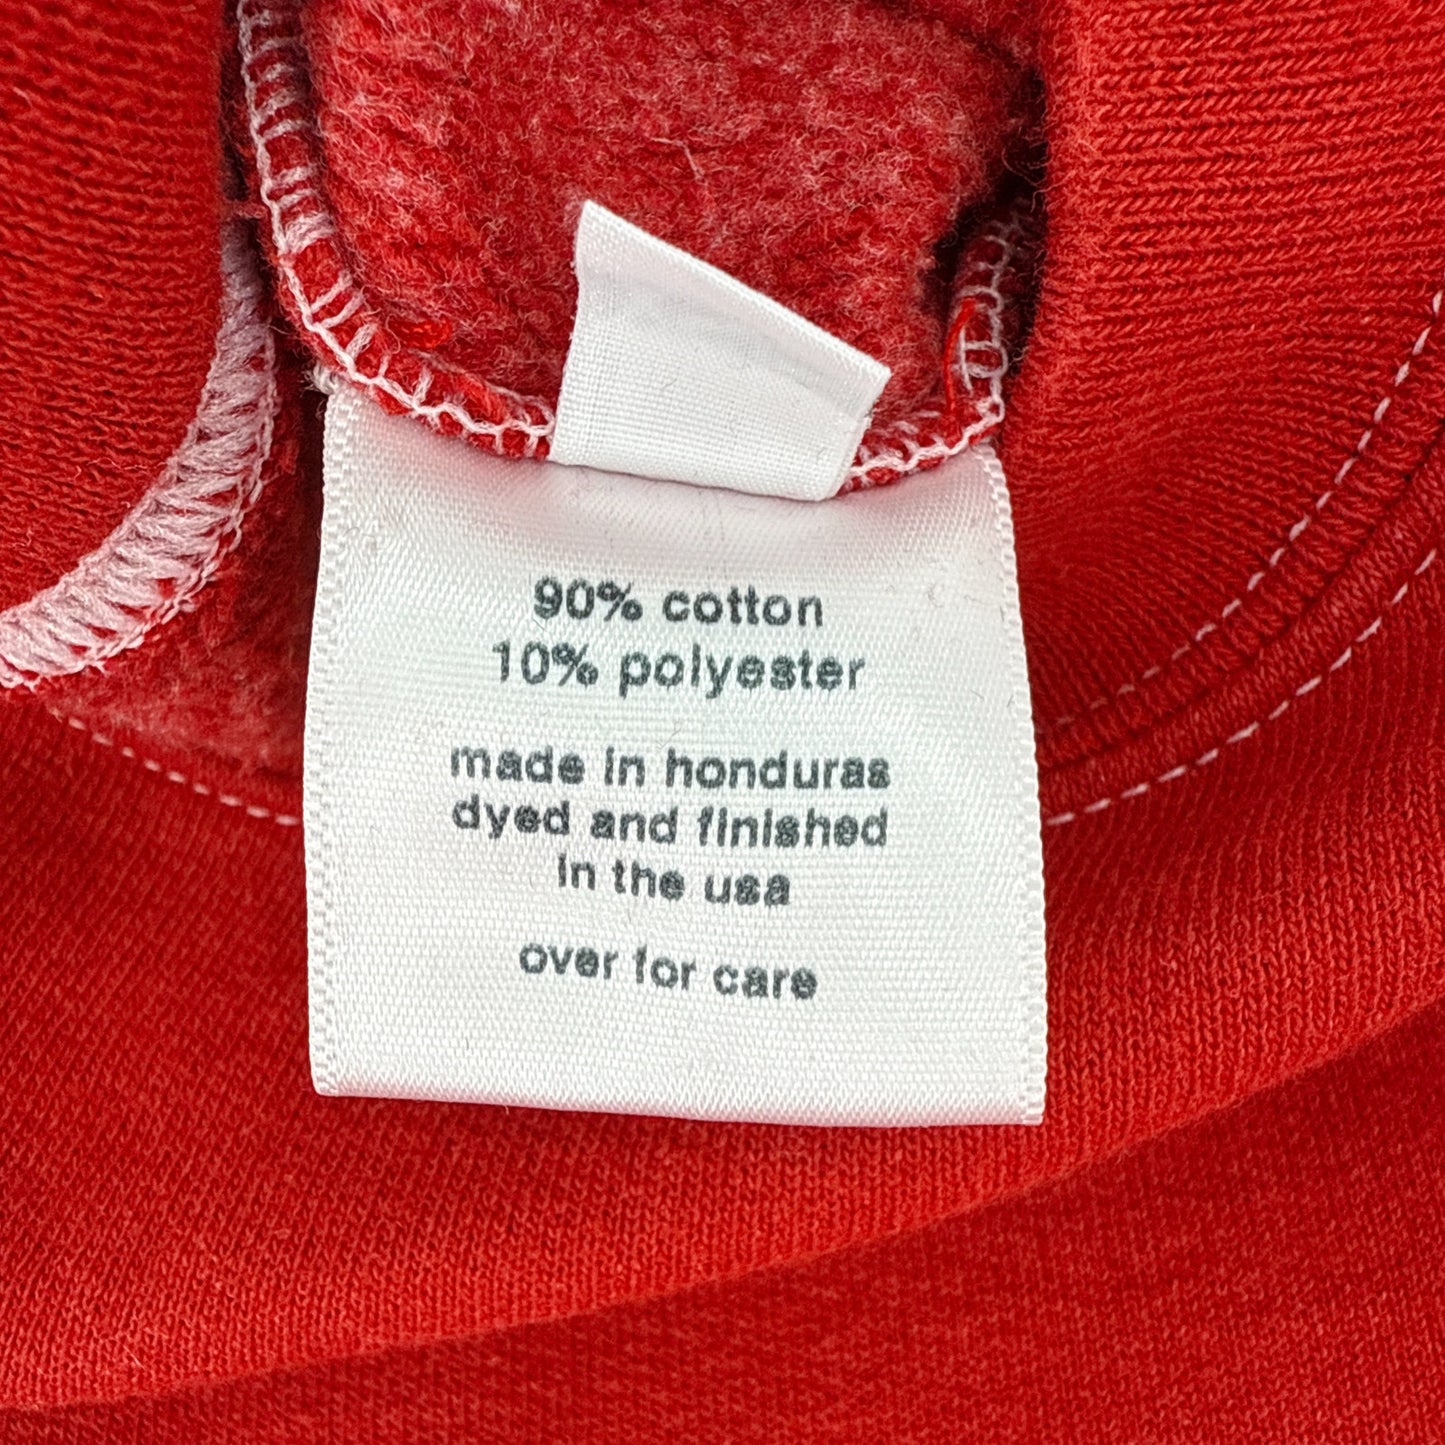 90% cotton
10% polyester
made in honduras
dyed and finished
in the usa
over for care